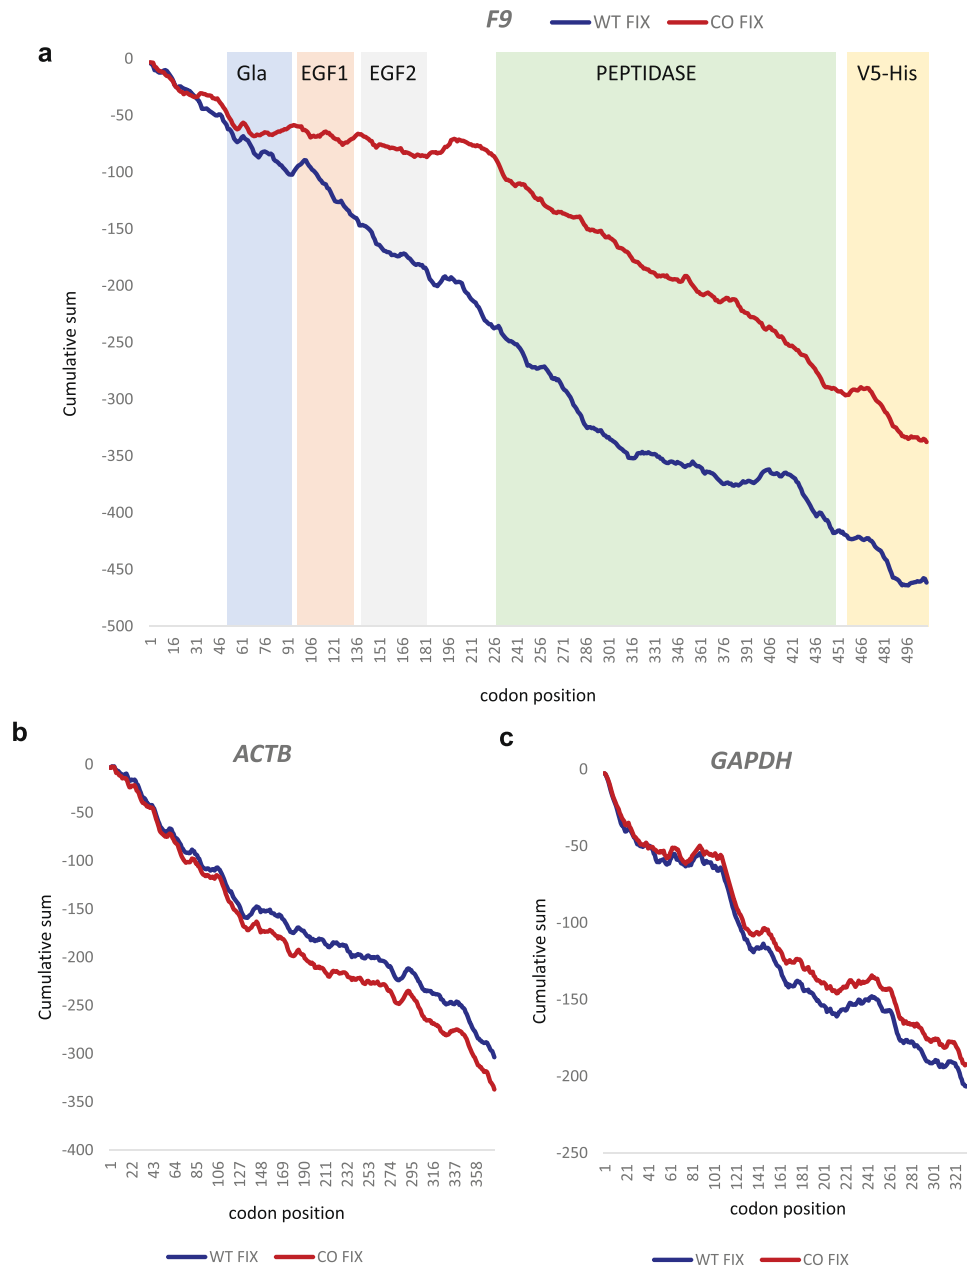 F9 WT FIX CO FIX
a
0
-50
-100
-150
-200
-250
-300
-350
-400
-450
-500
Cumulative sum
Gla EGF1 EGF2 PEPTIDASE V5-His
1 16 31 46 61 76 91 106 121 136 151 166 181 196 211 226 241 256 271 286 301 316 331 346 361 376 391 406 421 436 451 466 481 496
codon position
b
ACTB
0
-50
-100
-150
-200
-250
-300
-350
-400
Cumulative sum
1 22 43 64 85 106 127 148 169 190 211 232 253 274 295 316 337 358
codon position
WT FIX CO FIX
c
GAPDH
0
-50
-100
-150
-200
-250
Cumulative sum
1 21 41 61 81 101 121 141 161 181 201 221 241 261 281 301 321
codon position
WT FIX CO FIX